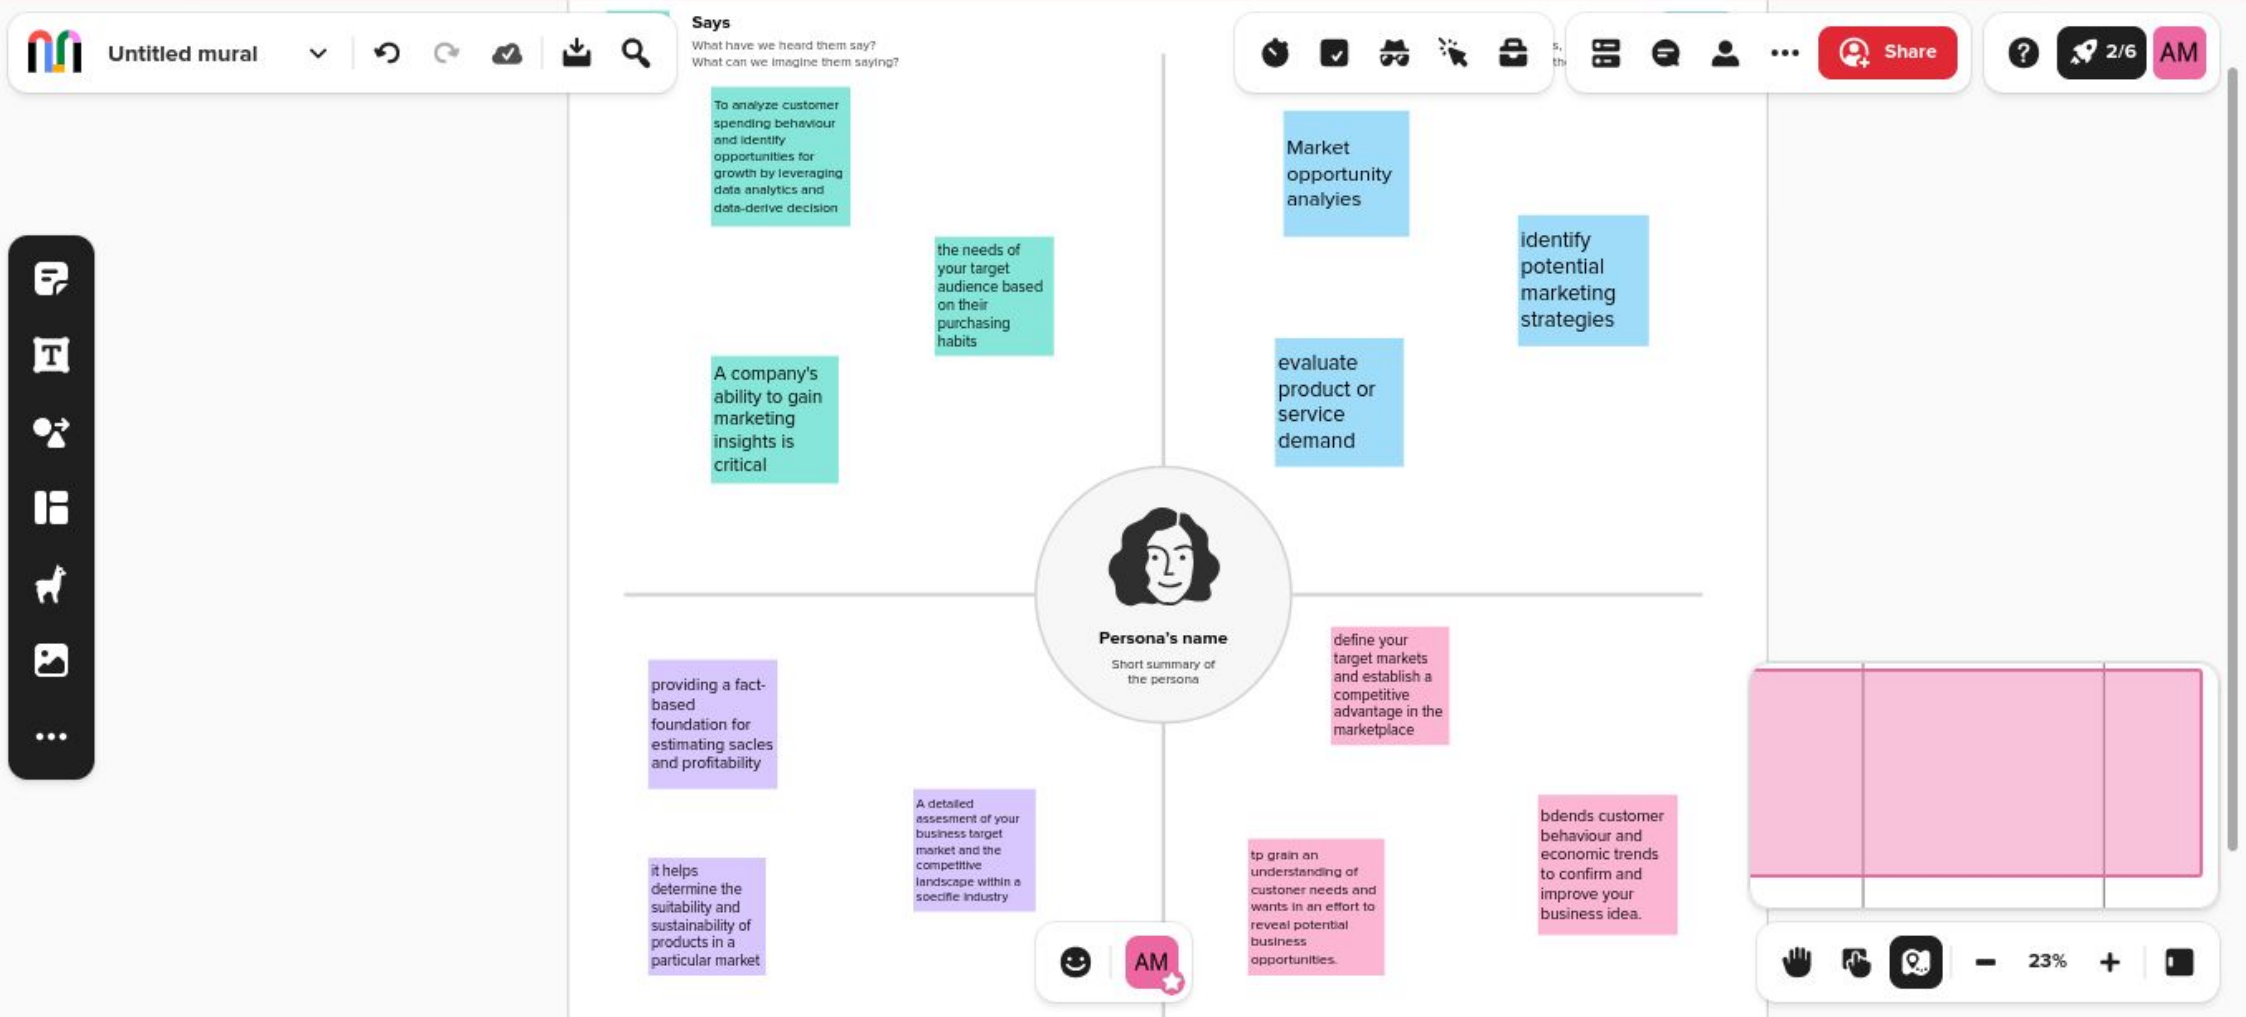 Untitled mural
Says
What have we heard them say?
What can we imagine them saying?
Share
2/6
AM
To analyze customer
spending behaviour
and identify
opportunities for
growth by leveraging
data analytics and
data-derive decision
the needs of
your target
audience based
on their
purchasing
habits
A company's
ability to gain
marketing
insights is
critical
Market
opportunity
analyies
identify
potential
marketing
strategies
evaluate
product or
service
demand
Persona's name
Short summary of
the persona
providing a fact-
based
foundation for
estimating sacles
and profitability
A detailed
assesment of your
business target
market and the
competitive
landscape within a
soecifie industry
it helps
determine the
suitability and
sustainability of
products in a
particular market
define your
target markets
and establish a
competitive
advantage in the
marketplace
tp grain an
understanding of
custoner needs and
wants in an effort to
reveal potential
business
opportunities.
bdends customer
behaviour and
economic trends
to confirm and
improve your
business idea.
AM
23%